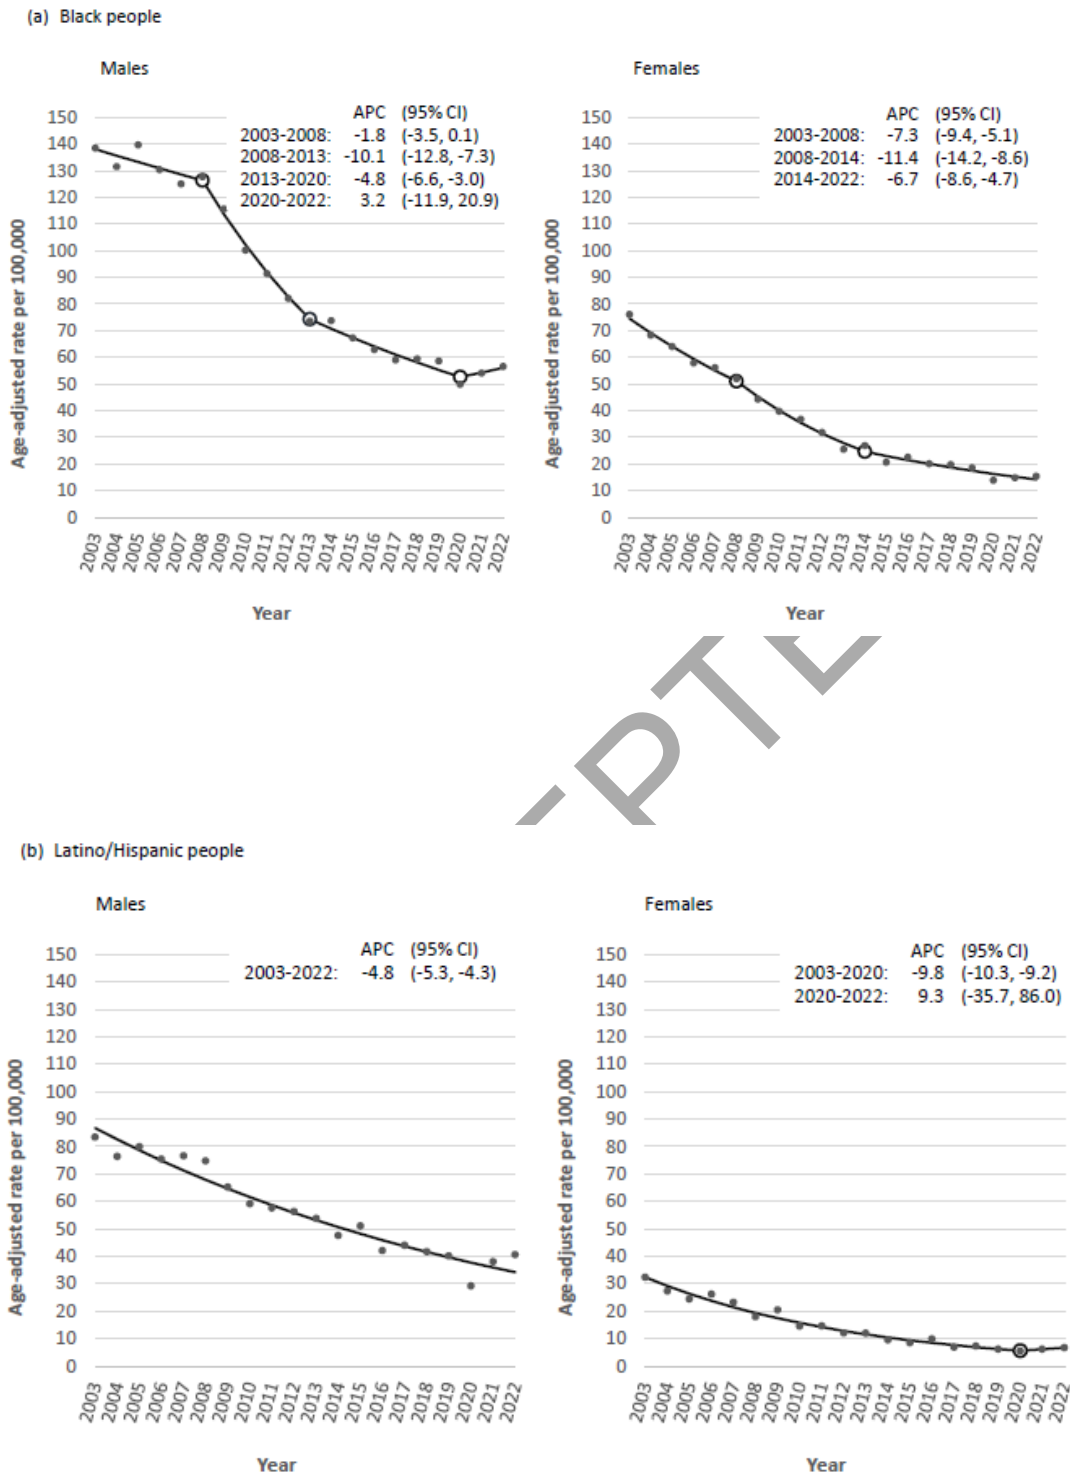 (a) Black people
Males
APC (95% CI)
2003-2008: -1.8 (-3.5, 0.1)
2008-2013: -10.1 (-12.8, -7.3)
2013-2020: -4.8 (-6.6, -3.0)
2020-2022: 3.2 (-11.9, 20.9)
150
140
130
120
110
100
90
80
70
60
50
40
30
20
10
0
Age-adjusted rate per 100,000
2003 2004 2005 2006 2007 2008 2009 2010 2011 2012 2013 2014 2015 2016 2017 2018 2019 2020 2021 2022
Year
Females
APC (95% CI)
2003-2008: -7.3 (-9.4, -5.1)
2008-2014: -11.4 (-14.2, -8.6)
2014-2022: -6.7 (-8.6, -4.7)
150
140
130
120
110
100
90
80
70
60
50
40
30
20
10
0
Age-adjusted rate per 100,000
2003 2004 2005 2006 2007 2008 2009 2010 2011 2012 2013 2014 2015 2016 2017 2018 2019 2020 2021 2022
Year
(b) Latino/Hispanic people
Males
APC (95% CI)
2003-2022: -4.8 (-5.3, -4.3)
150
140
130
120
110
100
90
80
70
60
50
40
30
20
10
0
Age-adjusted rate per 100,000
2003 2004 2005 2006 2007 2008 2009 2010 2011 2012 2013 2014 2015 2016 2017 2018 2019 2020 2021 2022
Year
Females
APC (95% CI)
2003-2020: -9.8 (-10.3, -9.2)
2020-2022: 9.3 (-35.7, 86.0)
150
140
130
120
110
100
90
80
70
60
50
40
30
20
10
0
Age-adjusted rate per 100,000
2003 2004 2005 2006 2007 2008 2009 2010 2011 2012 2013 2014 2015 2016 2017 2018 2019 2020 2021 2022
Year